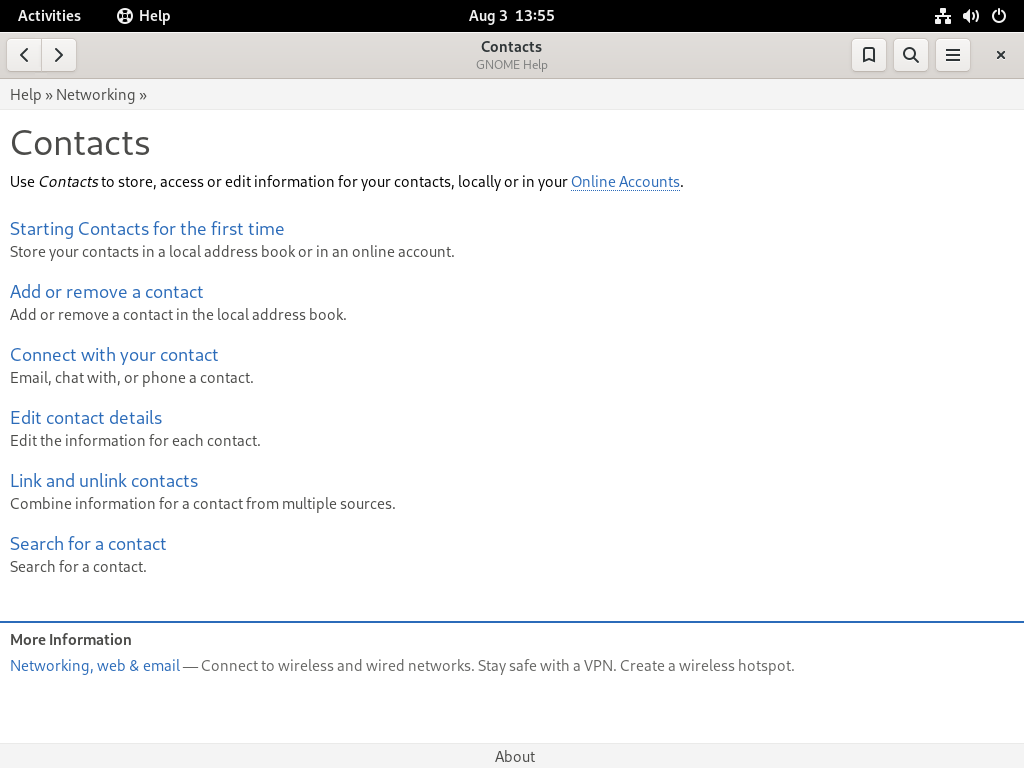 Activities Help Aug 3 13:55
Contacts
GNOME Help
Help » Networking »
Contacts
Use Contacts to store, access or edit information for your contacts, locally or in your Online Accounts.
Starting Contacts for the first time
Store your contacts in a local address book or in an online account.
Add or remove a contact
Add or remove a contact in the local address book.
Connect with your contact
Email, chat with, or phone a contact.
Edit contact details
Edit the information for each contact.
Link and unlink contacts
Combine information for a contact from multiple sources.
Search for a contact
Search for a contact.
More Information
Networking, web & email — Connect to wireless and wired networks. Stay safe with a VPN. Create a wireless hotspot.
About